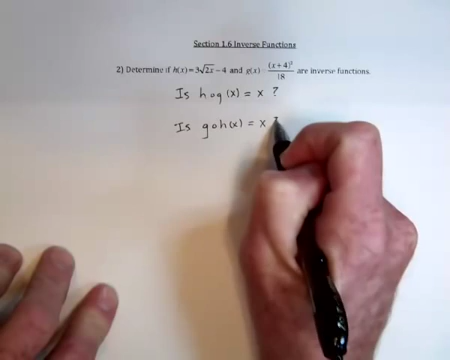 Section 1.6 Inverse Functions
2) Determine if h(x) = 3√2x − 4 and g(x) = (x + 4)²/18 are inverse functions.
Is h o g (x) = x ?
Is g o h(x) = x